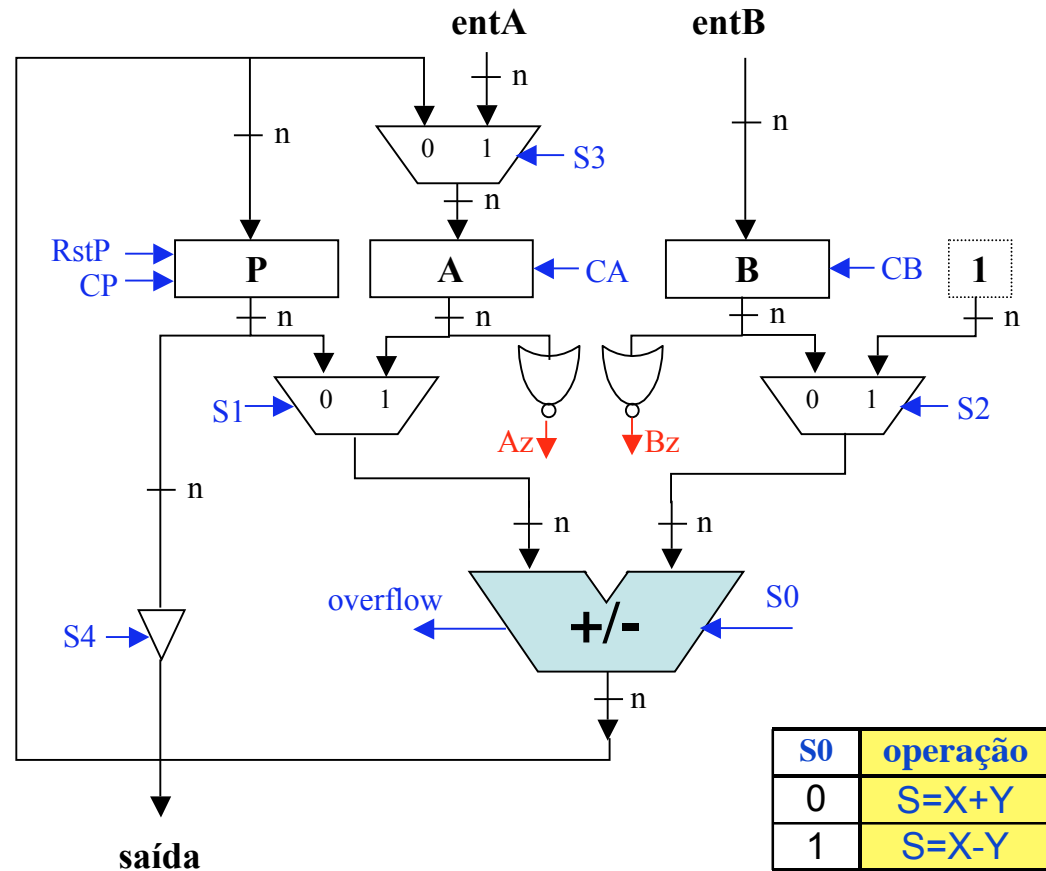 entA
entB
n
n
n
0 1
S3
n
RstP
CP
P
A
CA
B
CB
1
n
n
n
n
S1
0 1
Az
Bz
0 1
S2
n
n
n
overflow
+/-
S0
S4
n
saída
S0 operação
0 S=X+Y
1 S=X-Y